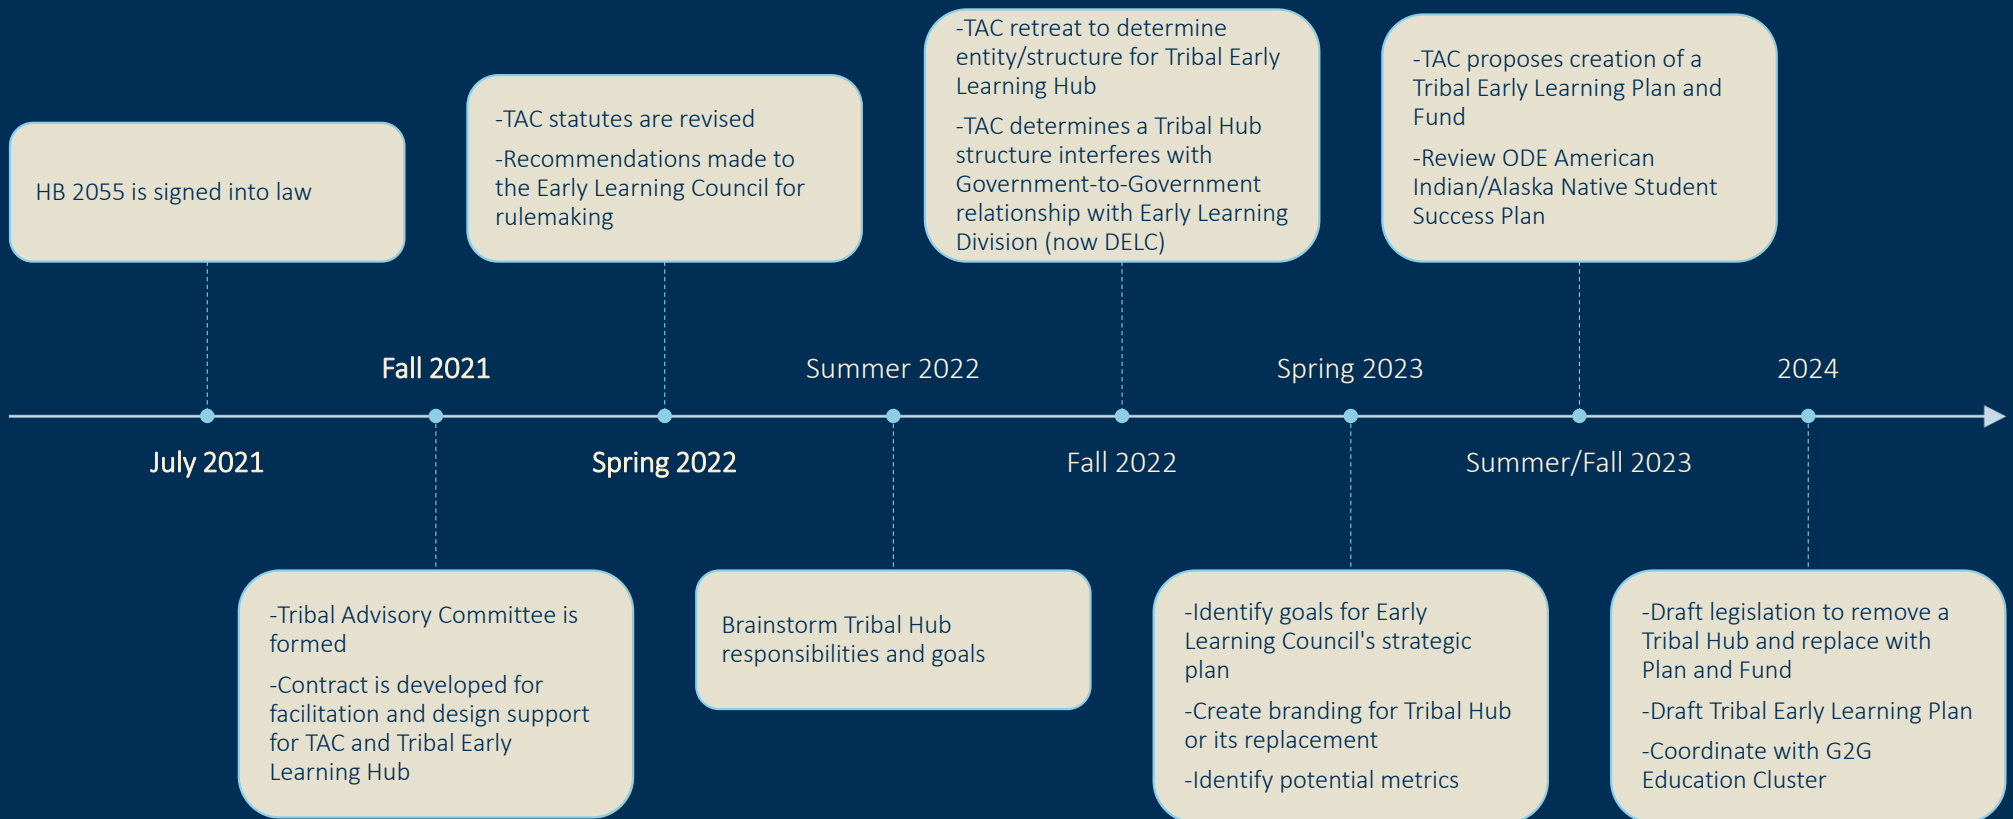 -TAC retreat to determine
entity/structure for Tribal Early
Learning Hub
-TAC determines a Tribal Hub
structure interferes with
Government-to-Government
relationship with Early Learning
Division (now DELC)
-TAC proposes creation of a
Tribal Early Learning Plan and
Fund
-Review ODE American
Indian/Alaska Native Student
Success Plan
-TAC statutes are revised
-Recommendations made to
the Early Learning Council for
rulemaking
HB 2055 is signed into law
Fall 2021
Summer 2022
Spring 2023
2024
July 2021
Spring 2022
Fall 2022
Summer/Fall 2023
-Tribal Advisory Committee is
formed
-Contract is developed for
facilitation and design support
for TAC and Tribal Early
Learning Hub
Brainstorm Tribal Hub
responsibilities and goals
-Identify goals for Early
Learning Council's strategic
plan
-Create branding for Tribal Hub
or its replacement
-Identify potential metrics
-Draft legislation to remove a
Tribal Hub and replace with
Plan and Fund
-Draft Tribal Early Learning Plan
-Coordinate with G2G
Education Cluster